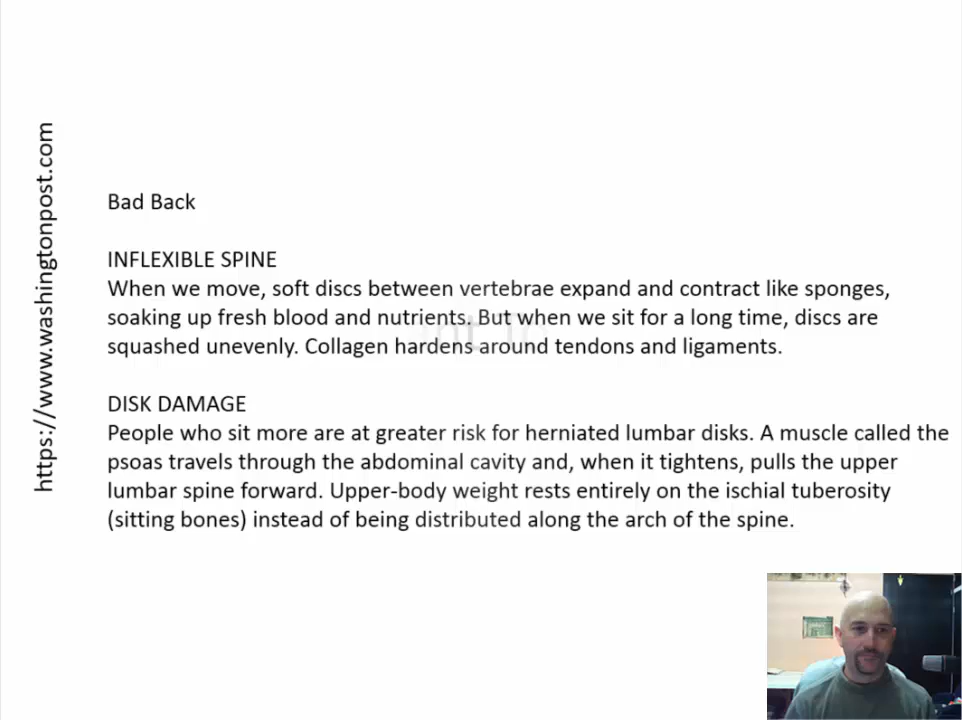 https://www.washingtonpost.com
Bad Back
INFLEXIBLE SPINE
When we move, soft discs between vertebrae expand and contract like sponges,
soaking up fresh blood and nutrients. But when we sit for a long time, discs are
squashed unevenly. Collagen hardens around tendons and ligaments.
DISK DAMAGE
People who sit more are at greater risk for herniated lumbar disks. A muscle called the
psoas travels through the abdominal cavity and, when it tightens, pulls the upper
lumbar spine forward. Upper-body weight rests entirely on the ischial tuberosity
(sitting bones) instead of being distributed along the arch of the spine.